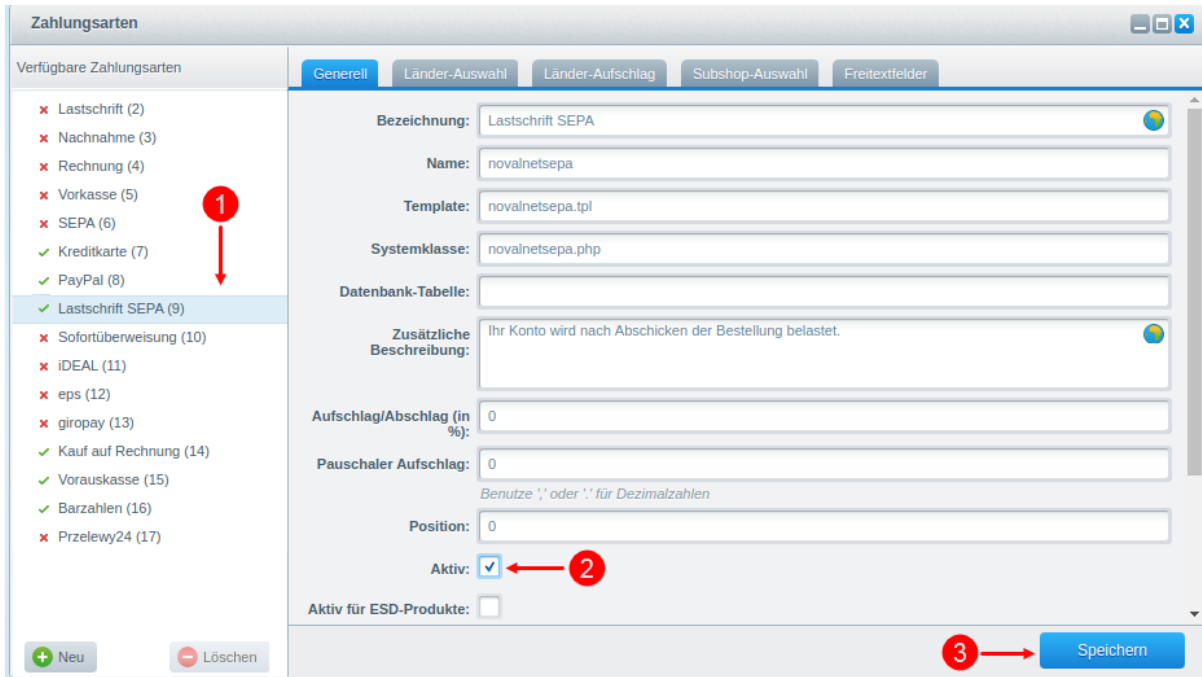 Zahlungsarten
Verfügbare Zahlungsarten
Lastschrift (2)
Nachnahme (3)
Rechnung (4)
Vorkasse (5)
SEPA (6)
Kreditkarte (7)
PayPal (8)
Lastschrift SEPA (9)
Sofortüberweisung (10)
iDEAL (11)
eps (12)
giropay (13)
Kauf auf Rechnung (14)
Vorauskasse (15)
Barzahlen (16)
Przelewy24 (17)
1
Neu
Löschen
Generell Länder-Auswahl Länder-Aufschlag Subshop-Auswahl Freitextfelder
Bezeichnung: Lastschrift SEPA
Name: novalnetsepa
Template: novalnetsepa.tpl
Systemklasse: novalnetsepa.php
Datenbank-Tabelle:
Zusätzliche Ihr Konto wird nach Abschicken der Bestellung belastet.
Beschreibung:
Aufschlag/Abschlag (in 0
%):
Pauschaler Aufschlag: 0
Benutze ',' oder '.' für Dezimalzahlen
Position: 0
Aktiv: 2
Aktiv für ESD-Produkte:
3 Speichern